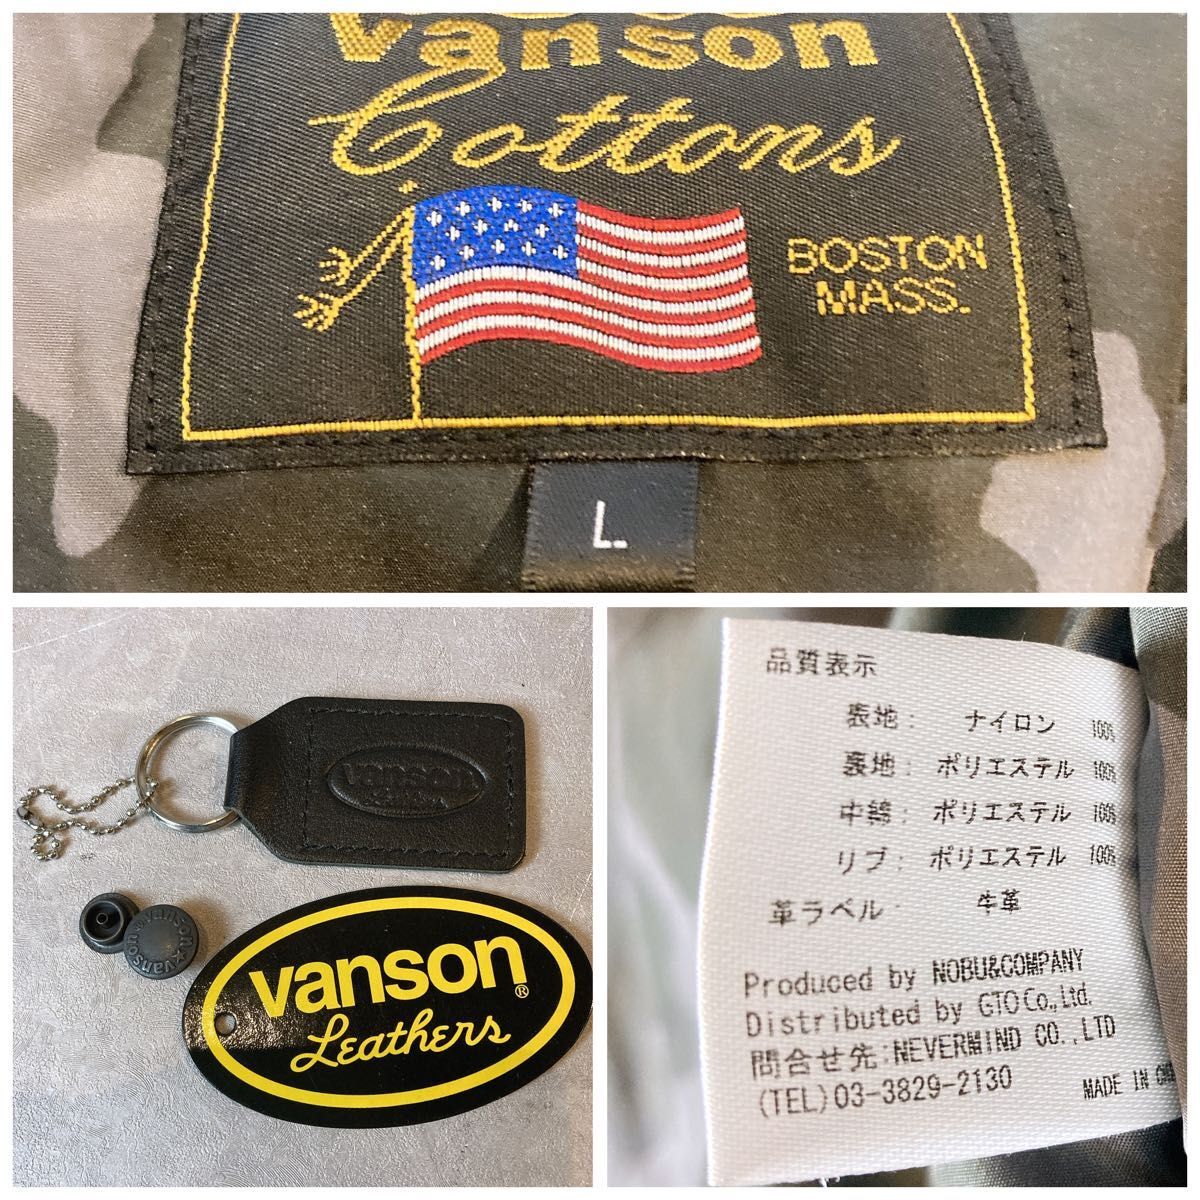 vanson
Cottons
BOSTON
MASS.
L
vanson
vanson vanson
vanson®
Leathers
品質表示
表地: ナイロン 100%
裏地: ポリエステル 100%
中綿: ポリエステル 100%
リブ: ポリエステル 100%
革ラベル: 牛革
Produced by NOBU&COMPANY
Distributed by GTO Co.,Ltd.
問合せ先:NEVERMIND CO.,LTD
(TEL)03-3829-2130
MADE IN